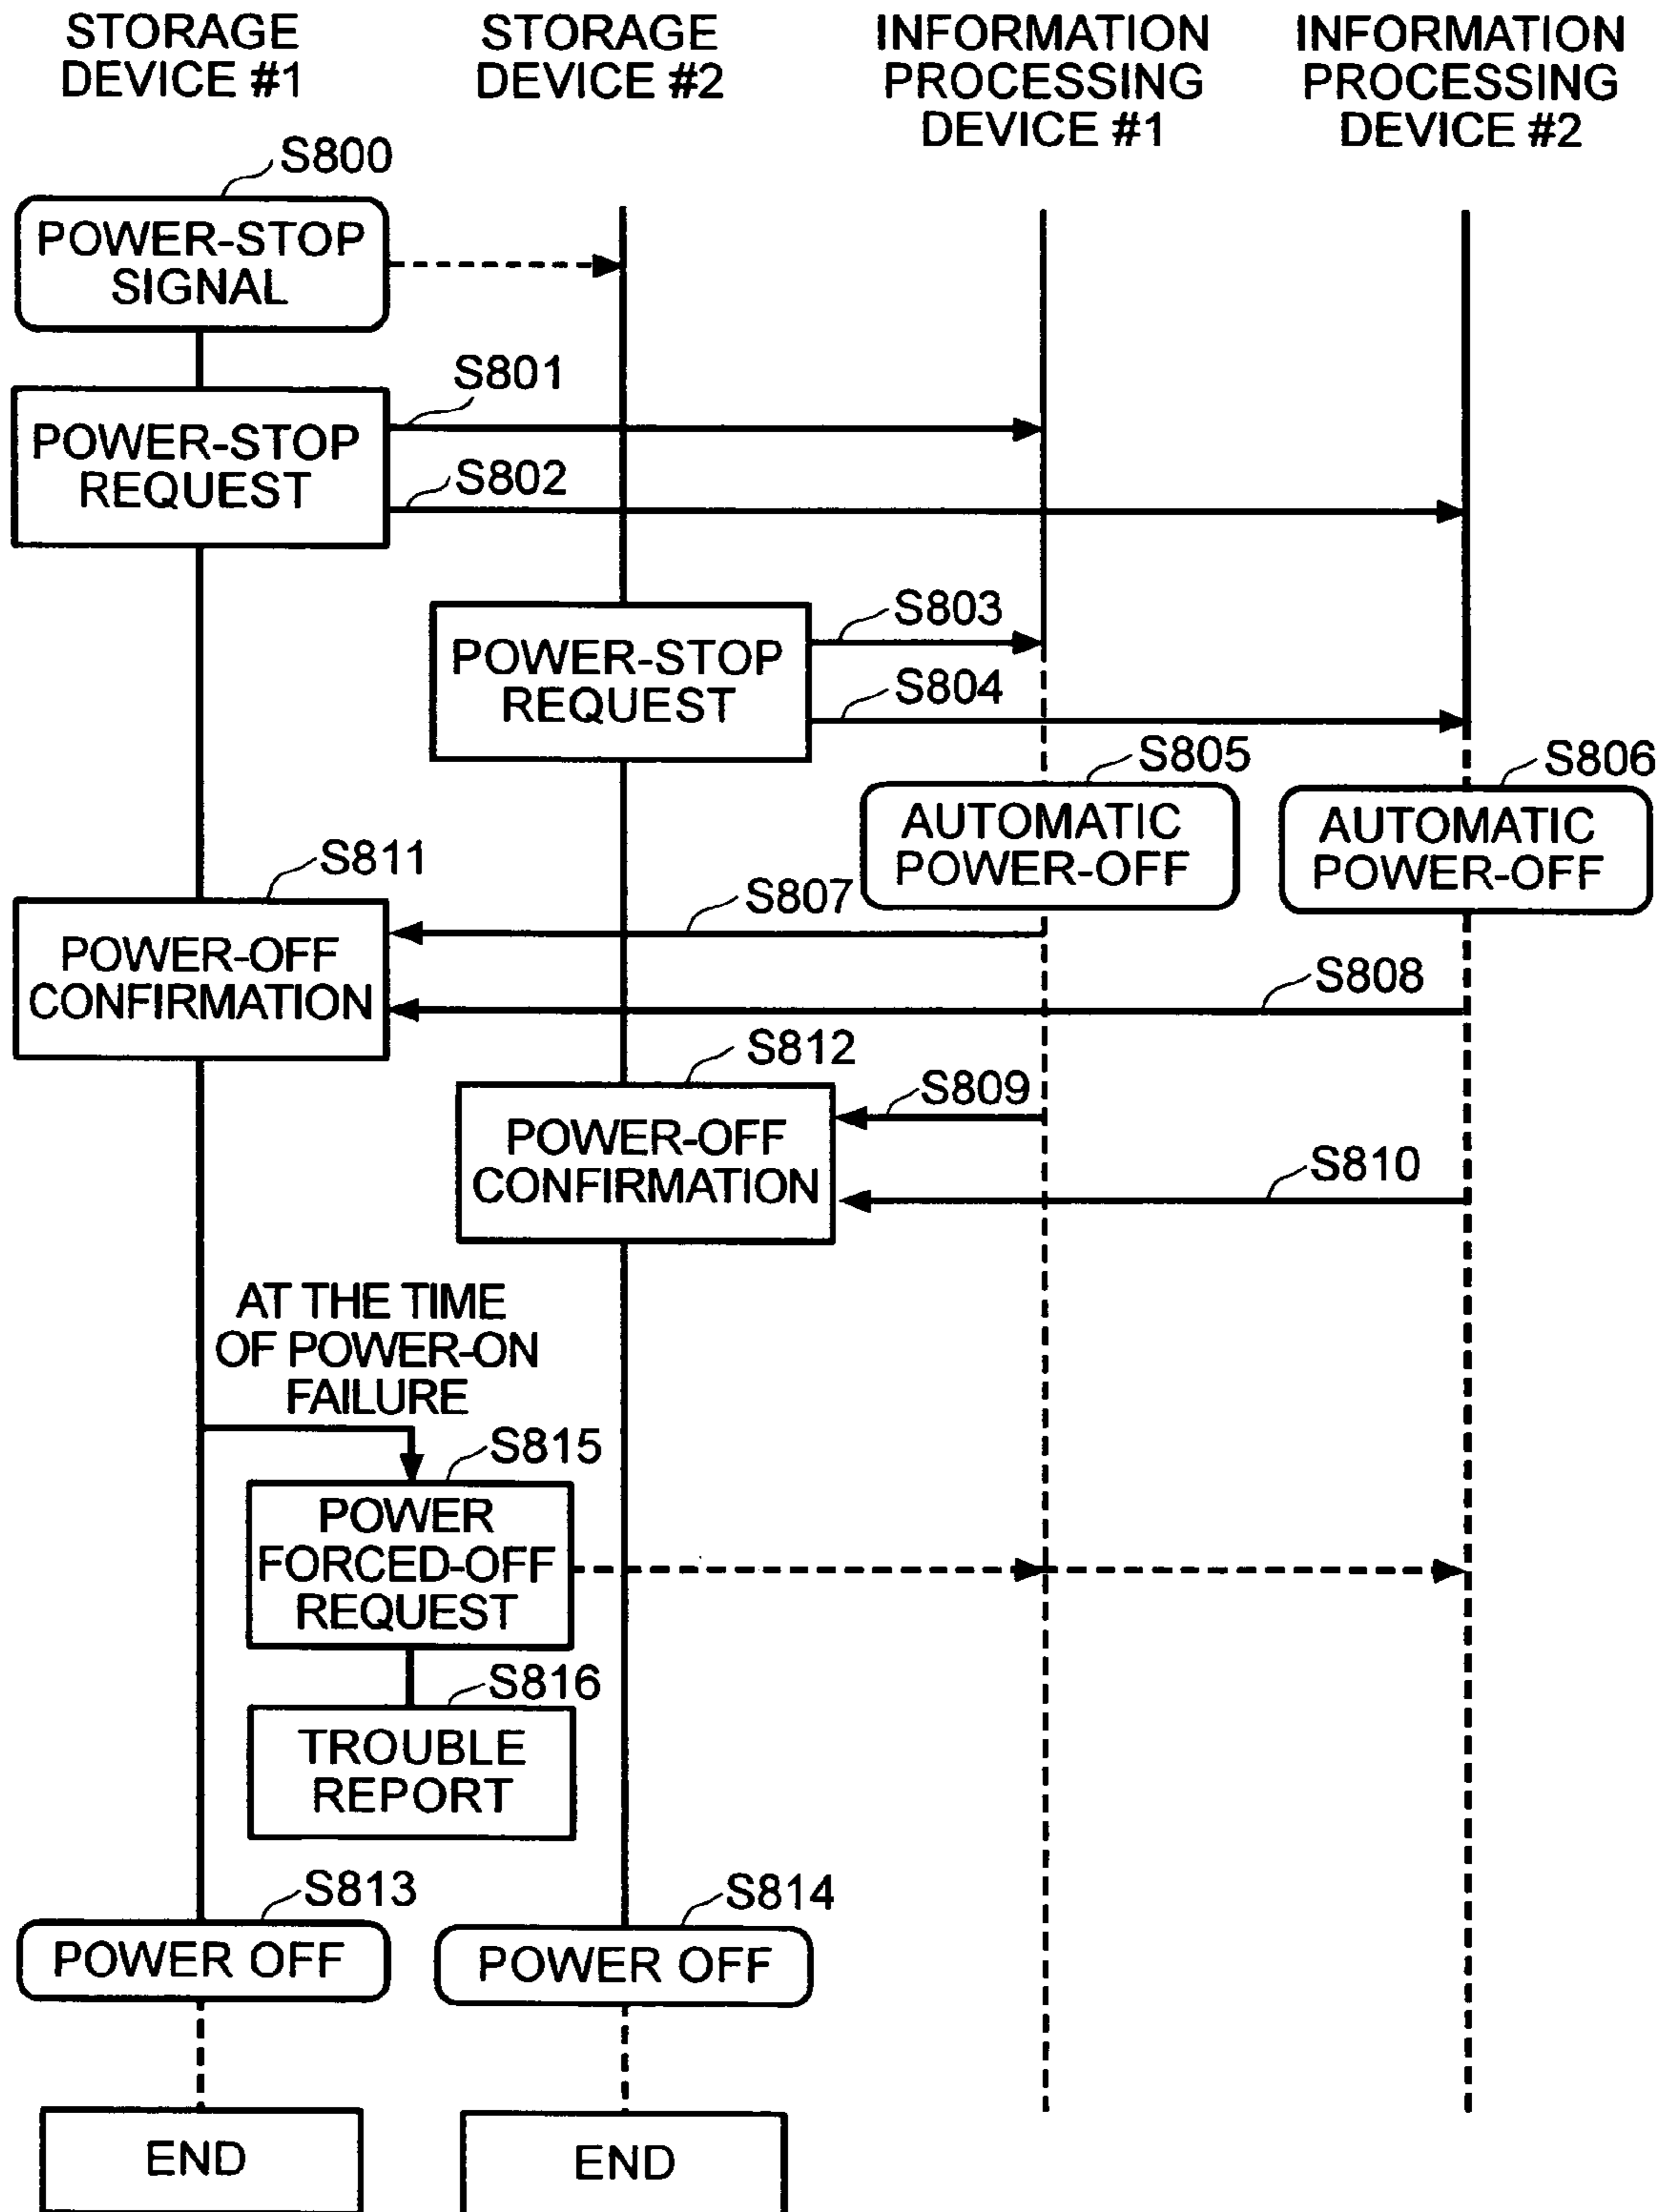 STORAGE
DEVICE #1
STORAGE
DEVICE #2
INFORMATION
PROCESSING
DEVICE #1
INFORMATION
PROCESSING
DEVICE #2
S800
POWER-STOP
SIGNAL
S801
POWER-STOP
REQUEST
S802
S803
POWER-STOP
REQUEST
S804
S805
AUTOMATIC
POWER-OFF
S806
AUTOMATIC
POWER-OFF
S811
POWER-OFF
CONFIRMATION
S807
S808
S812
POWER-OFF
CONFIRMATION
S809
S810
AT THE TIME
OF POWER-ON
FAILURE
S815
POWER
FORCED-OFF
REQUEST
S816
TROUBLE
REPORT
S813
POWER OFF
S814
POWER OFF
END
END